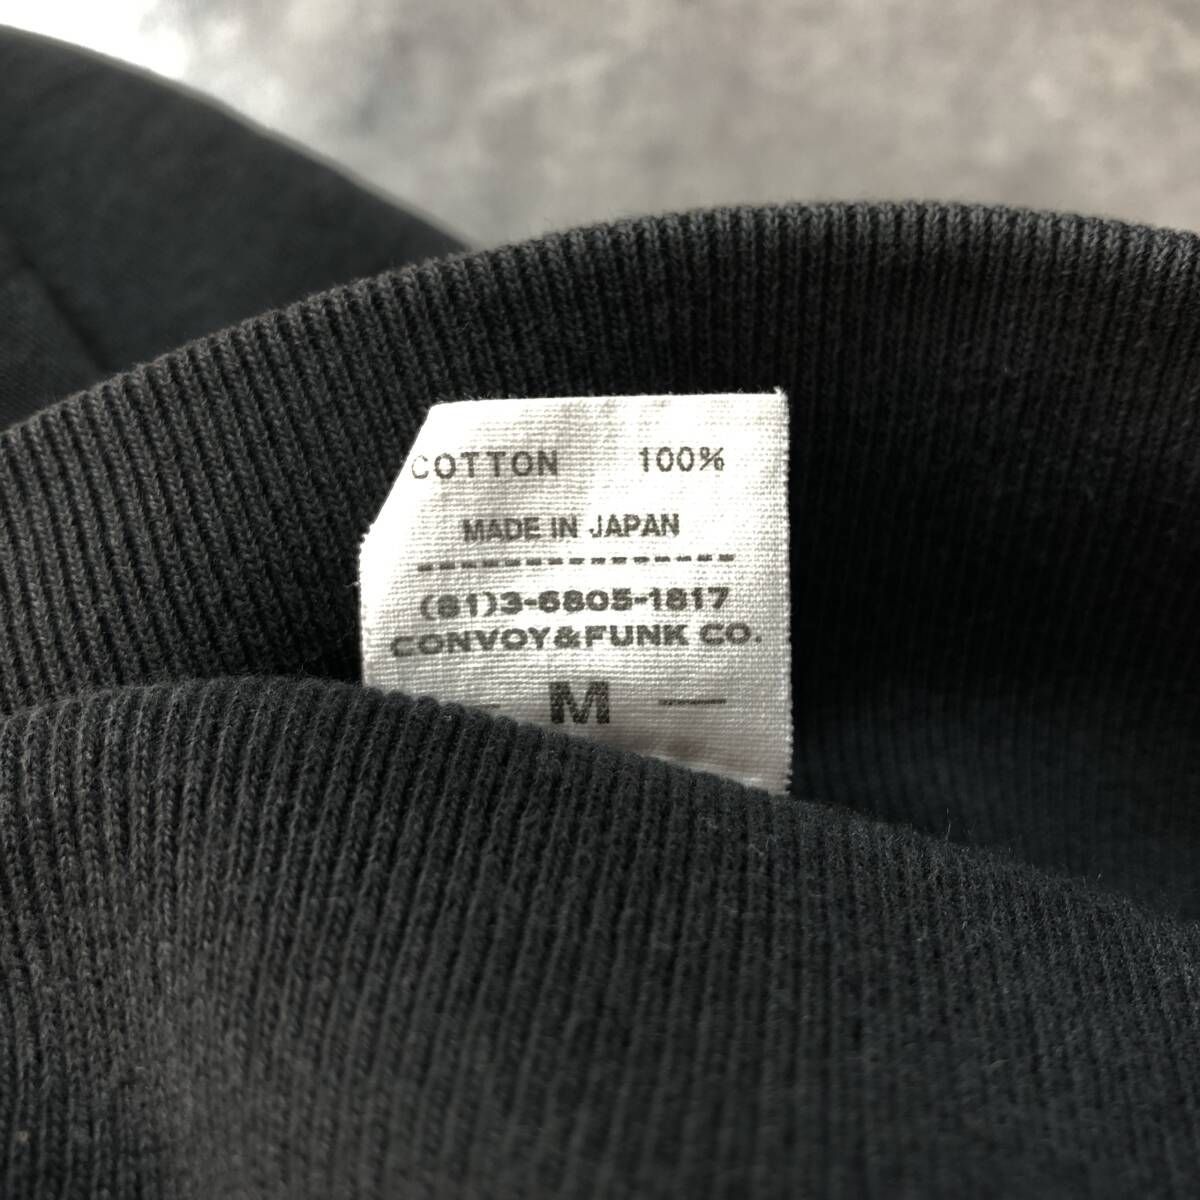 COTTON 100%
MADE IN JAPAN
---------------
(81)3-6805-1817
CONVOY&FUNK CO.
— M —